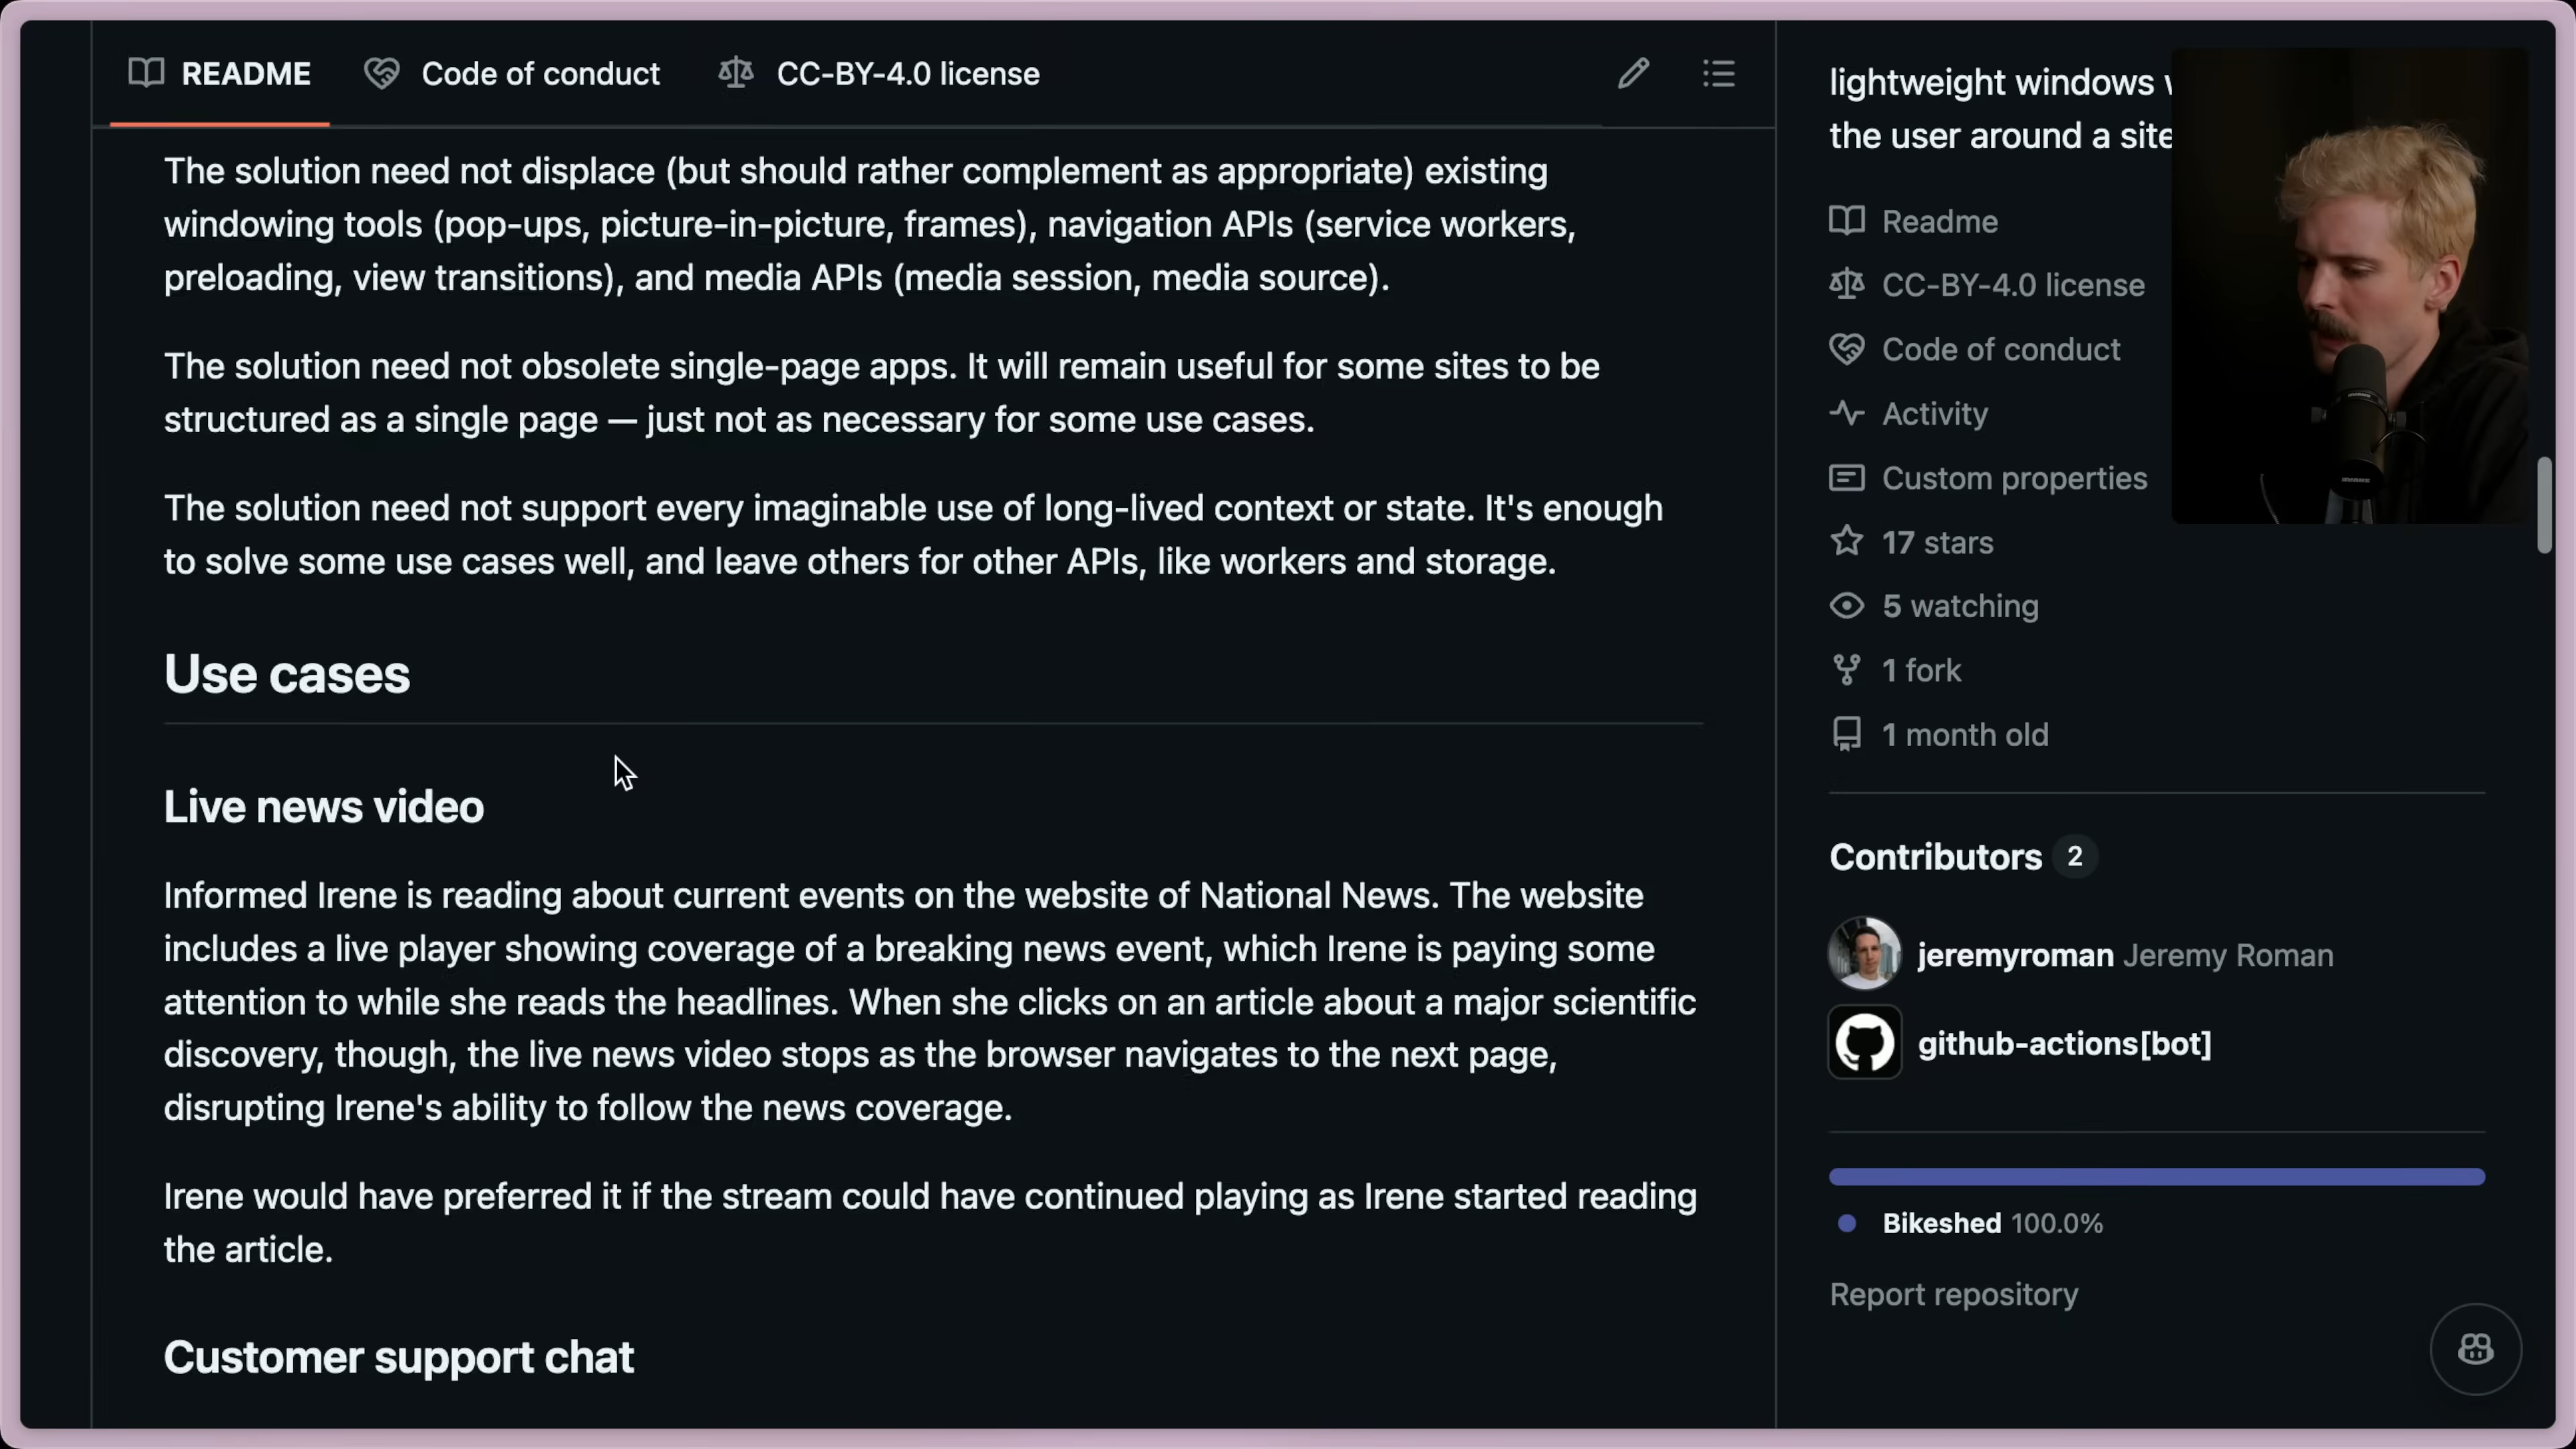 README
Code of conduct
CC-BY-4.0 license
The solution need not displace (but should rather complement as appropriate) existing
windowing tools (pop-ups, picture-in-picture, frames), navigation APIs (service workers,
preloading, view transitions), and media APIs (media session, media source).
The solution need not obsolete single-page apps. It will remain useful for some sites to be
structured as a single page — just not as necessary for some use cases.
The solution need not support every imaginable use of long-lived context or state. It's enough
to solve some use cases well, and leave others for other APIs, like workers and storage.
Use cases
Live news video
Informed Irene is reading about current events on the website of National News. The website
includes a live player showing coverage of a breaking news event, which Irene is paying some
attention to while she reads the headlines. When she clicks on an article about a major scientific
discovery, though, the live news video stops as the browser navigates to the next page,
disrupting Irene's ability to follow the news coverage.
Irene would have preferred it if the stream could have continued playing as Irene started reading
the article.
Customer support chat
lightweight windows
the user around a site
Readme
CC-BY-4.0 license
Code of conduct
Activity
Custom properties
17 stars
5 watching
1 fork
1 month old
Contributors 2
jeremyroman Jeremy Roman
github-actions[bot]
Bikeshed 100.0%
Report repository